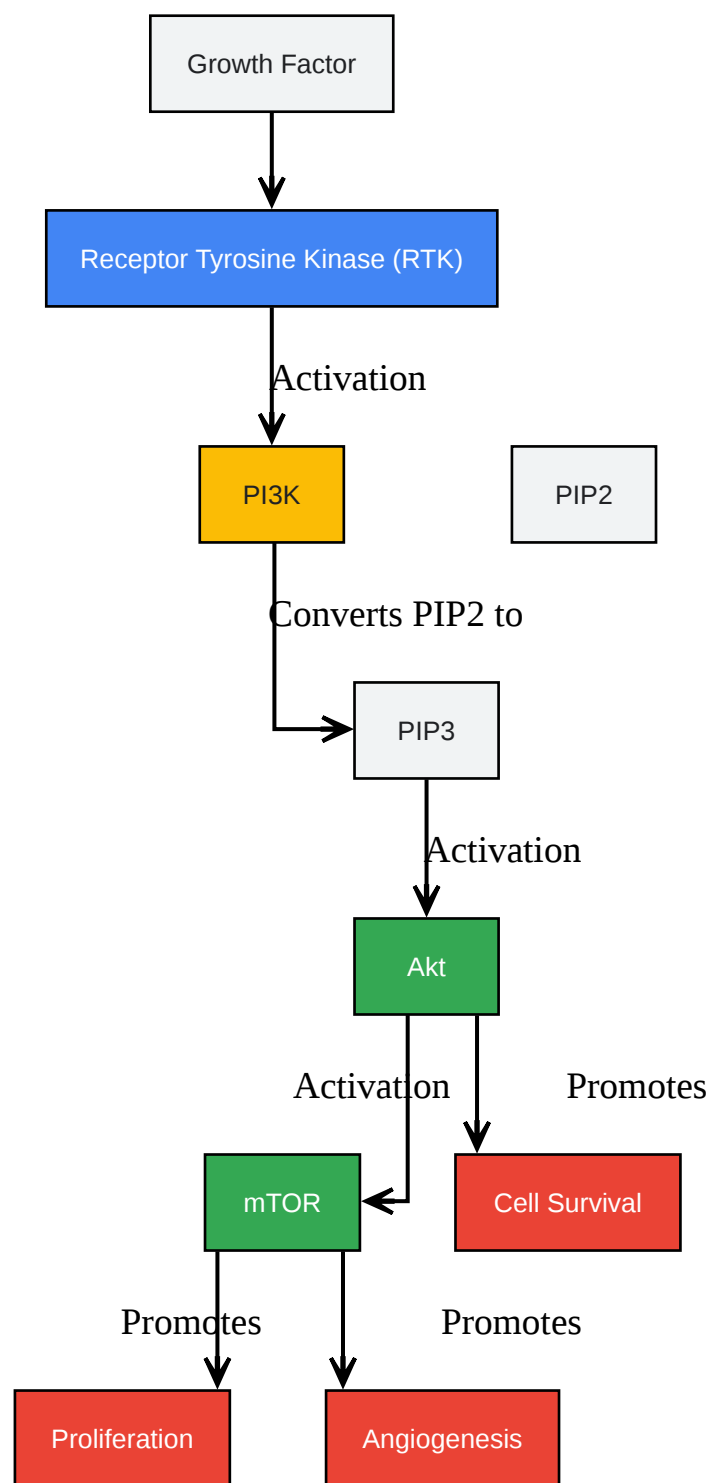 Growth Factor
Receptor Tyrosine Kinase (RTK)
Activation
PI3K
PIP2
Converts PIP2 to
PIP3
Activation
Akt
Activation
Promotes
mTOR
Cell Survival
Promotes
Promotes
Proliferation
Angiogenesis